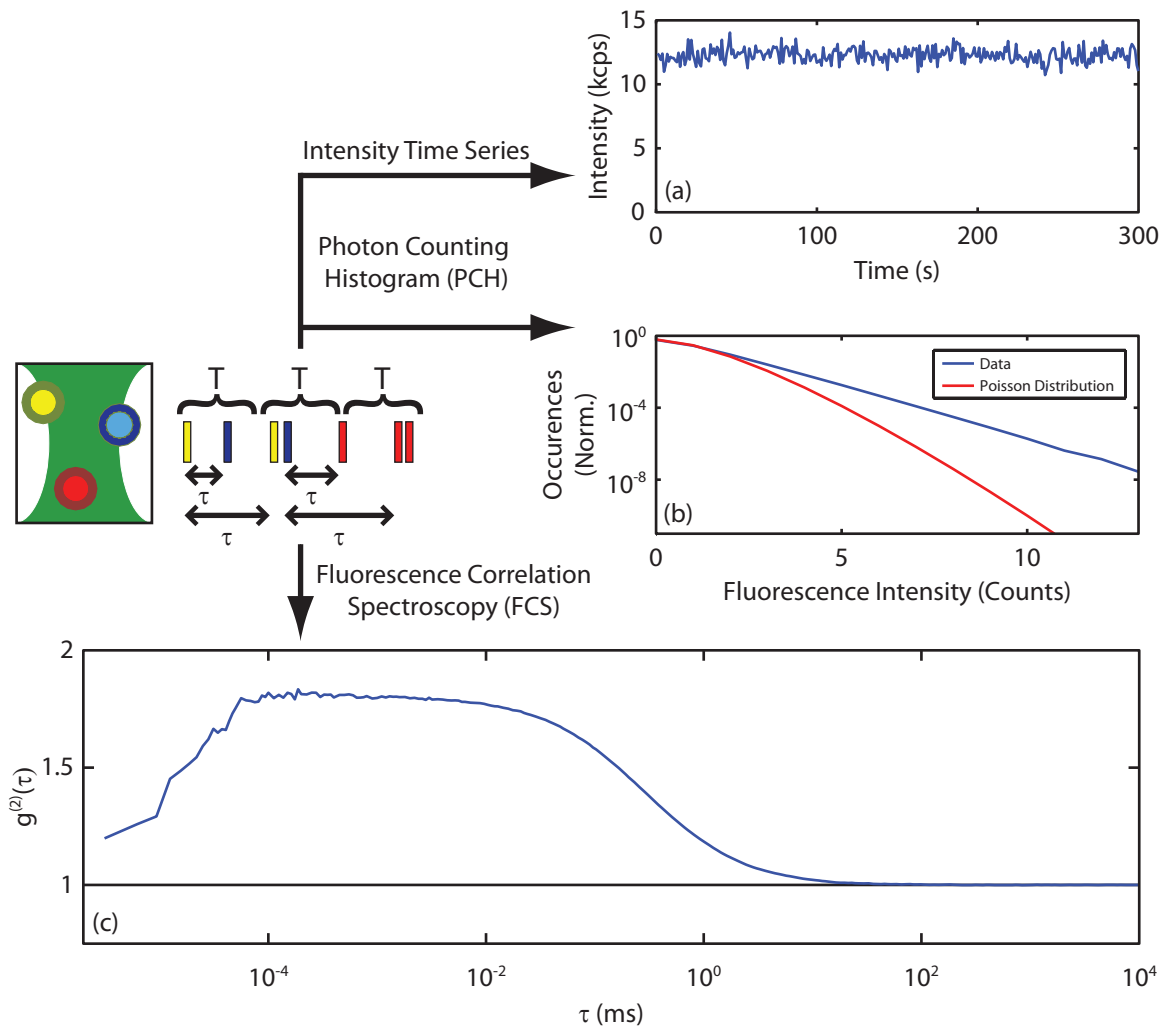 Intensity Time Series
Photon Counting
Histogram (PCH)
T T T
τ τ
τ τ
Fluorescence Correlation
Spectroscopy (FCS)
15
10
5
0
Intensity (kcps)
(a)
0 100 200 300
Time (s)
10^0
10^-4
10^-8
Occurences
(Norm.)
Data
Poisson Distribution
(b)
0 5 10
Fluorescence Intensity (Counts)
2
1.5
1
g^(2)(τ)
(c)
10^-4 10^-2 10^0 10^2 10^4
τ (ms)